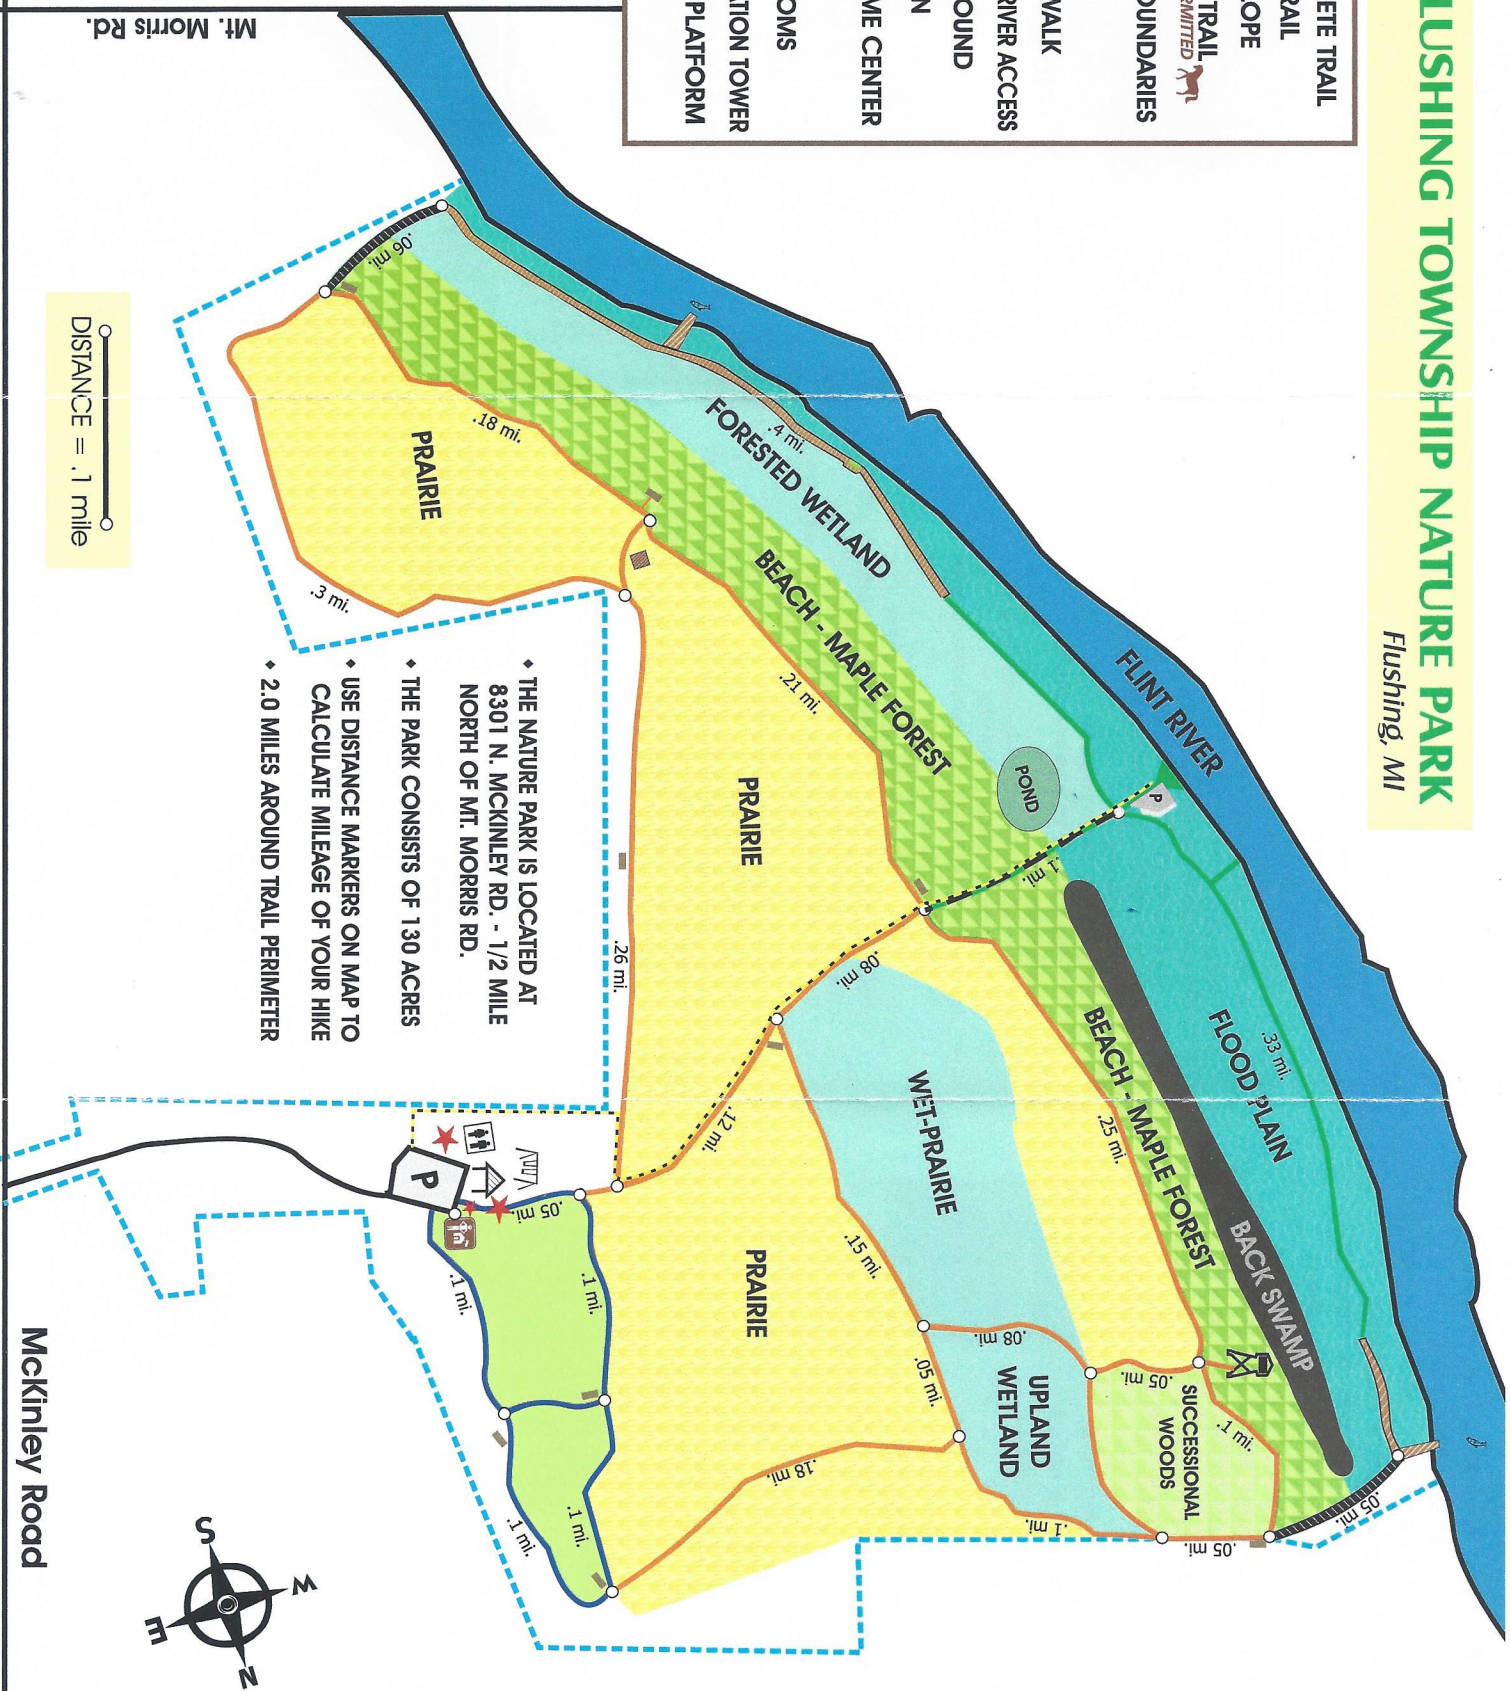 LUSHING TOWNSHIP NATURE PARK
Flushing, MI
ETE TRAIL
RAIL
OPE
TRAIL
RMITTED
OUNDARIES
WALK
RIVER ACCESS
OUND
N
ME CENTER
OMS
TION TOWER
PLATFORM
Mt. Morris Rd.
FLINT RIVER
.06 mi.
.4 mi.
FORESTED WETLAND
BEACH - MAPLE FOREST
POND
P
.1 mi.
.33 mi.
FLOOD PLAIN
BACK SWAMP
BEACH - MAPLE FOREST
.25 mi.
PRAIRIE
.18 mi.
.3 mi.
.21 mi.
PRAIRIE
.26 mi.
.08 mi.
.12 mi.
WET-PRAIRIE
.15 mi.
PRAIRIE
.08 mi.
.05 mi.
UPLAND
WETLAND
.05 mi.
SUCCESSIONAL
WOODS
.1 mi.
.05 mi.
.05 mi.
.1 mi.
.18 mi.
P
.05 mi.
.1 mi.
.1 mi.
.1 mi.
.1 mi.
♦ THE NATURE PARK IS LOCATED AT
8301 N. MCKINLEY RD. - 1/2 MILE
NORTH OF MT. MORRIS RD.
♦ THE PARK CONSISTS OF 130 ACRES
♦ USE DISTANCE MARKERS ON MAP TO
CALCULATE MILEAGE OF YOUR HIKE
♦ 2.0 MILES AROUND TRAIL PERIMETER
DISTANCE = .1 mile
McKinley Road
N
S
E
W